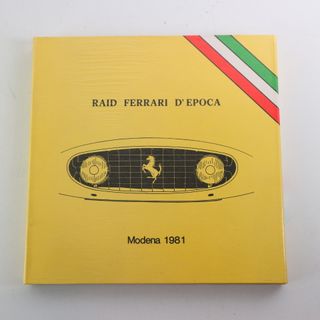 RAID FERRARI D'EPOCA
Modena 1981